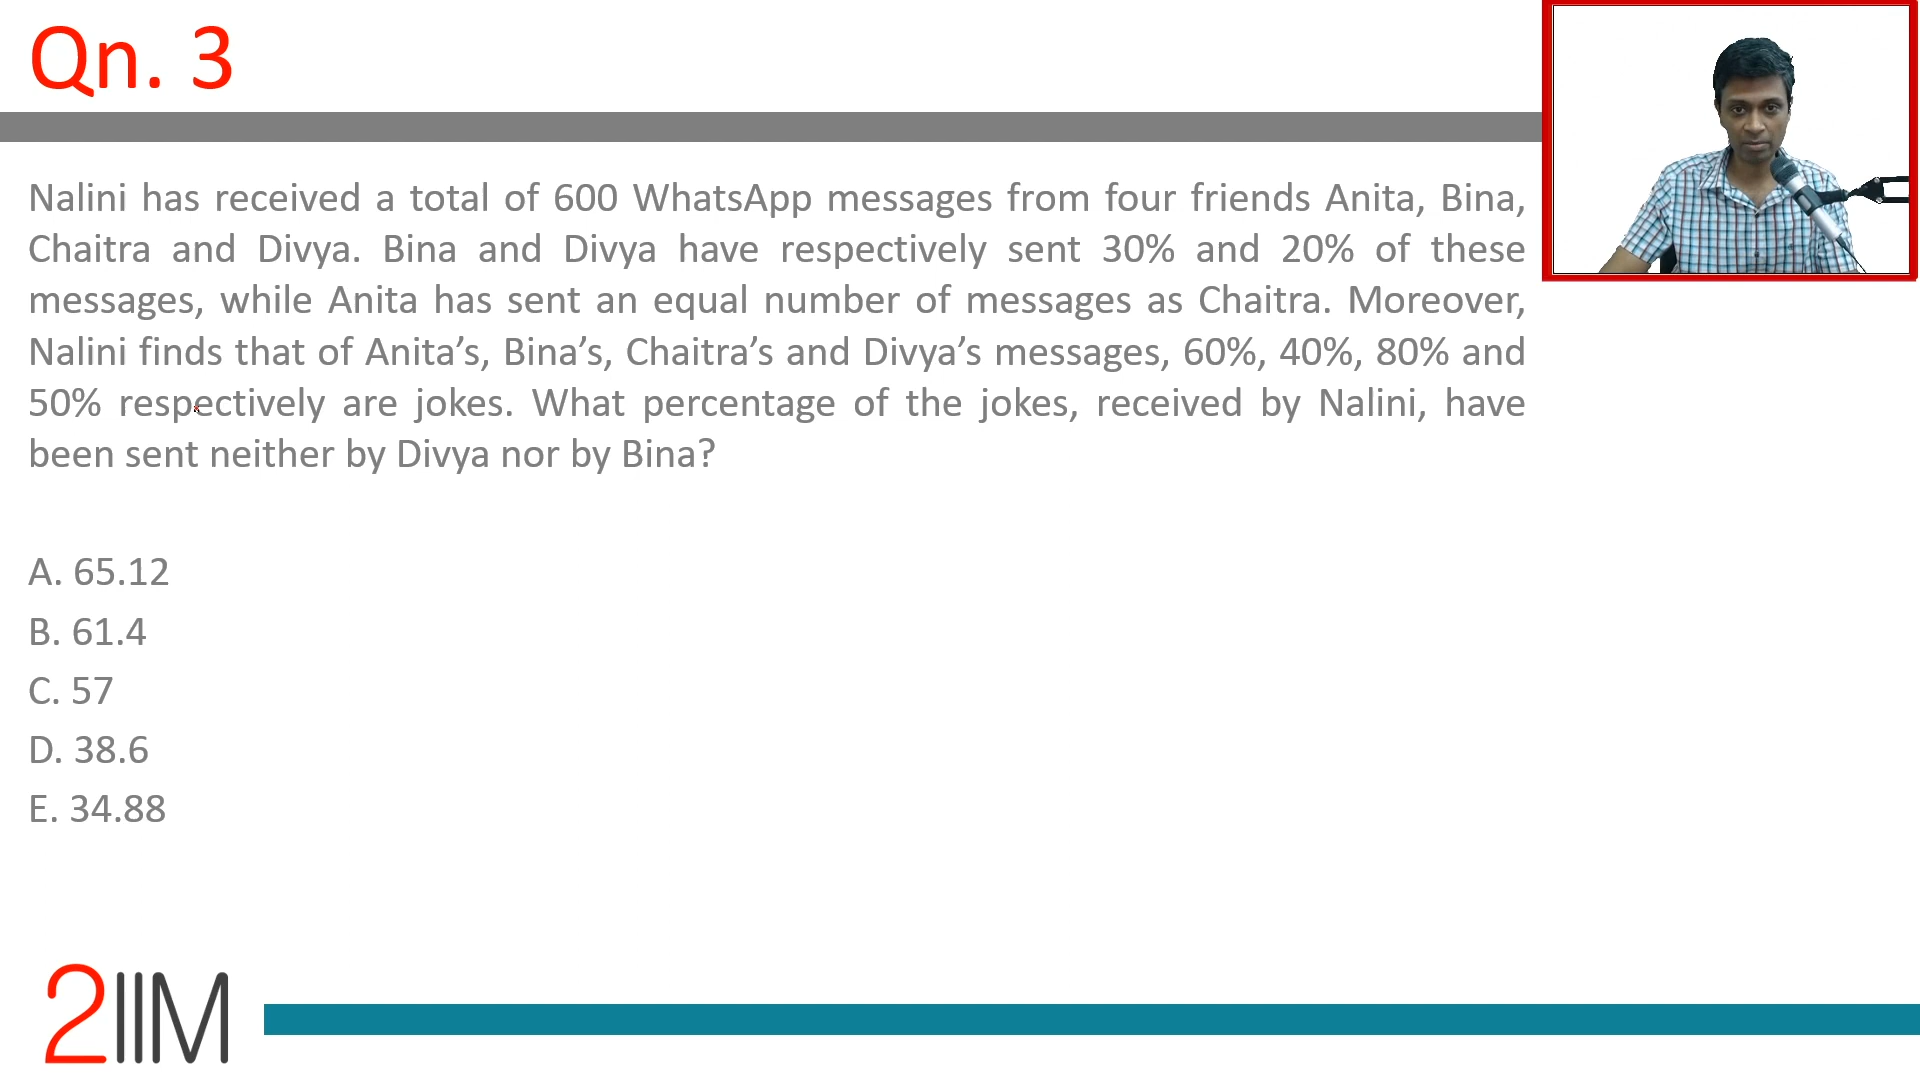 Qn. 3
Nalini has received a total of 600 WhatsApp messages from four friends Anita, Bina,
Chaitra and Divya. Bina and Divya have respectively sent 30% and 20% of these
messages, while Anita has sent an equal number of messages as Chaitra. Moreover,
Nalini finds that of Anita’s, Bina’s, Chaitra’s and Divya’s messages, 60%, 40%, 80% and
50% respectively are jokes. What percentage of the jokes, received by Nalini, have
been sent neither by Divya nor by Bina?
A. 65.12
B. 61.4
C. 57
D. 38.6
E. 34.88
2IIM